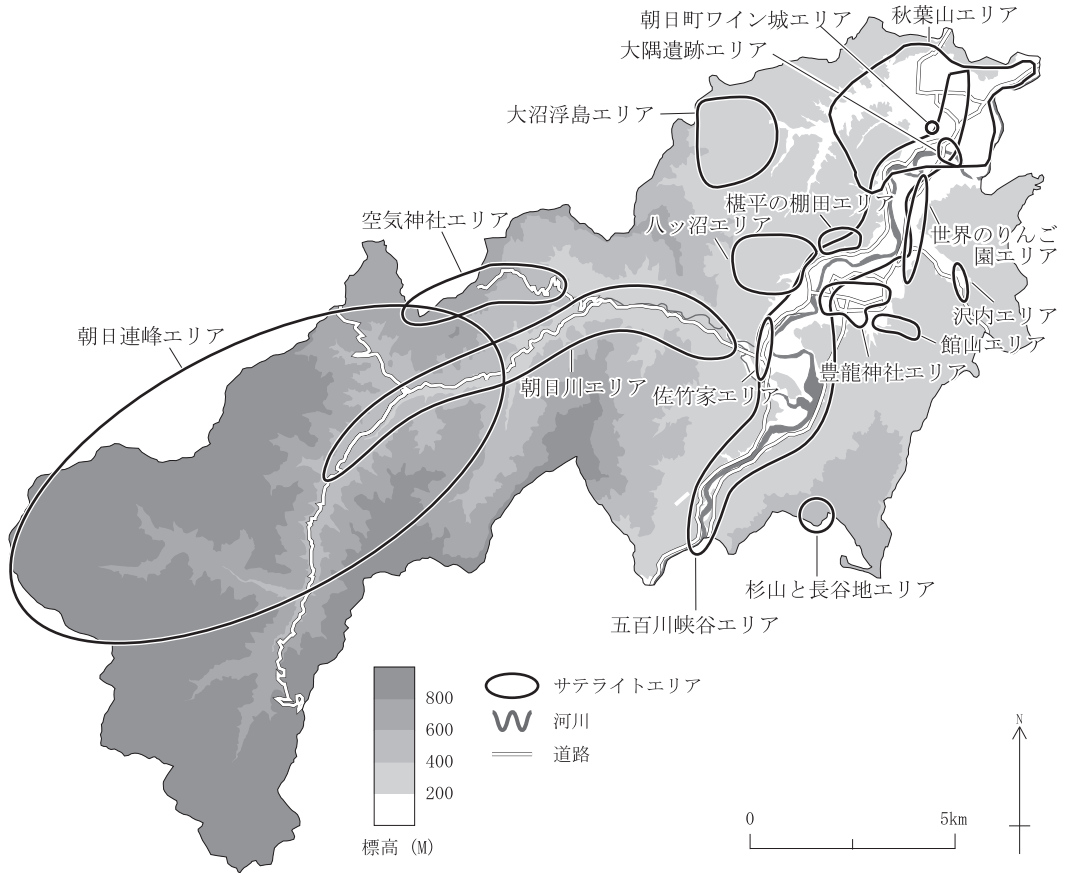 朝日町ワイン城エリア
秋葉山エリア
大隅遺跡エリア
大沼浮島エリア
椹平の棚田エリア
空気神社エリア
八ッ沼エリア
世界のりんご
園エリア
沢内エリア
朝日連峰エリア
館山エリア
豊龍神社エリア
朝日川エリア
佐竹家エリア
杉山と長谷地エリア
五百川峡谷エリア
800
600
400
200
標高 (M)
サテライトエリア
河川
道路
N
0
5km